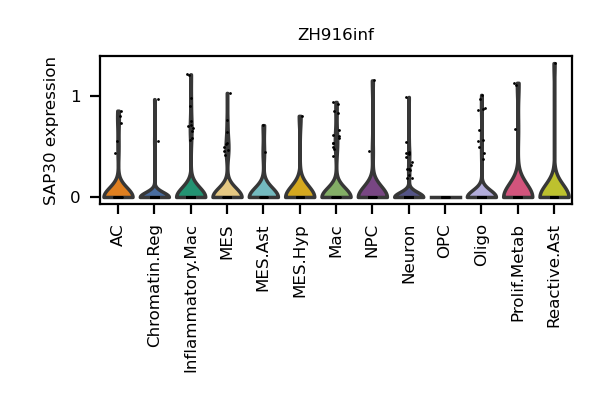 ZH916inf
SAP30 expression
1
0
AC
Chromatin.Reg
Inflammatory.Mac
MES
MES.Ast
MES.Hyp
Mac
NPC
Neuron
OPC
Oligo
Prolif.Metab
Reactive.Ast